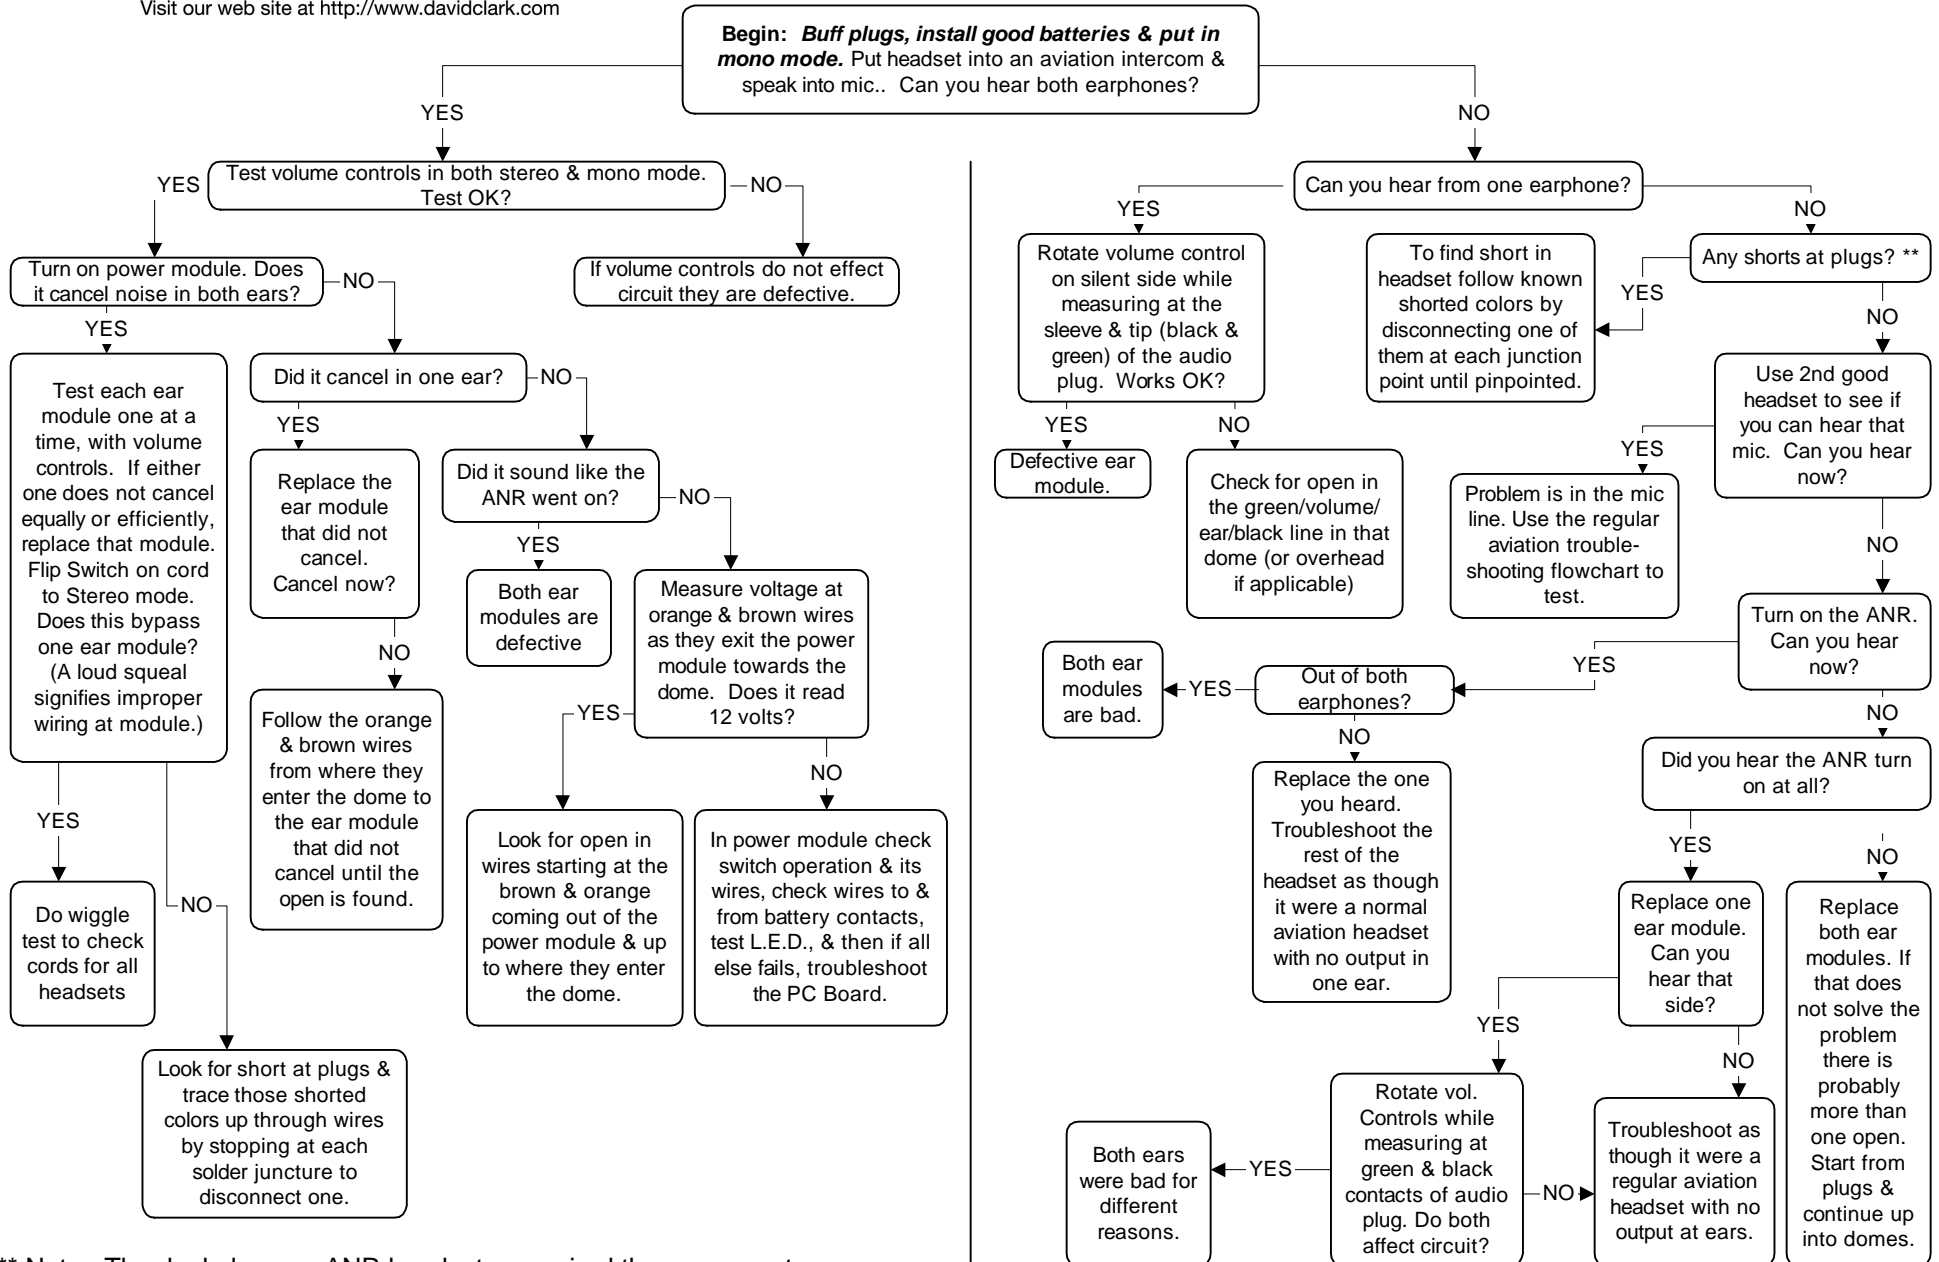 Visit our web site at http://www.davidclark.com
Begin: Buff plugs, install good batteries & put in
mono mode. Put headset into an aviation intercom &
speak into mic.. Can you hear both earphones?
YES
NO
Test volume controls in both stereo & mono mode.
Test OK?
YES
NO
Turn on power module. Does
it cancel noise in both ears?
If volume controls do not effect
circuit they are defective.
YES
NO
Test each ear
module one at a
time, with volume
controls. If either
one does not cancel
equally or efficiently,
replace that module.
Flip Switch on cord
to Stereo mode.
Does this bypass
one ear module?
(A loud squeal
signifies improper
wiring at module.)
YES
NO
Do wiggle
test to check
cords for all
headsets
Look for short at plugs &
trace those shorted
colors up through wires
by stopping at each
solder juncture to
disconnect one.
Did it cancel in one ear?
YES
NO
Replace the
ear module
that did not
cancel.
Cancel now?
NO
Follow the orange
& brown wires
from where they
enter the dome to
the ear module
that did not
cancel until the
open is found.
Did it sound like the
ANR went on?
YES
NO
Both ear
modules are
defective
Measure voltage at
orange & brown wires
as they exit the power
module towards the
dome. Does it read
12 volts?
YES
NO
Look for open in
wires starting at the
brown & orange
coming out of the
power module & up
to where they enter
the dome.
In power module check
switch operation & its
wires, check wires to &
from battery contacts,
test L.E.D., & then if all
else fails, troubleshoot
the PC Board.
Can you hear from one earphone?
YES
NO
Rotate volume control
on silent side while
measuring at the
sleeve & tip (black &
green) of the audio
plug. Works OK?
YES
NO
Defective ear
module.
Check for open in
the green/volume/
ear/black line in that
dome (or overhead
if applicable)
Any shorts at plugs? **
YES
NO
To find short in
headset follow known
shorted colors by
disconnecting one of
them at each junction
point until pinpointed.
Use 2nd good
headset to see if
you can hear that
mic. Can you hear
now?
YES
NO
Problem is in the mic
line. Use the regular
aviation trouble-
shooting flowchart to
test.
Turn on the ANR.
Can you hear
now?
YES
NO
Out of both
earphones?
YES
NO
Both ear
modules
are bad.
Replace the one
you heard.
Troubleshoot the
rest of the
headset as though
it were a normal
aviation headset
with no output in
one ear.
Did you hear the ANR turn
on at all?
YES
NO
Replace one
ear module.
Can you
hear that
side?
YES
NO
Replace
both ear
modules. If
that does
not solve the
problem
there is
probably
more than
one open.
Start from
plugs &
continue up
into domes.
Rotate vol.
Controls while
measuring at
green & black
contacts of audio
plug. Do both
affect circuit?
YES
NO
Both ears
were bad for
different
reasons.
Troubleshoot as
though it were a
regular aviation
headset with no
output at ears.